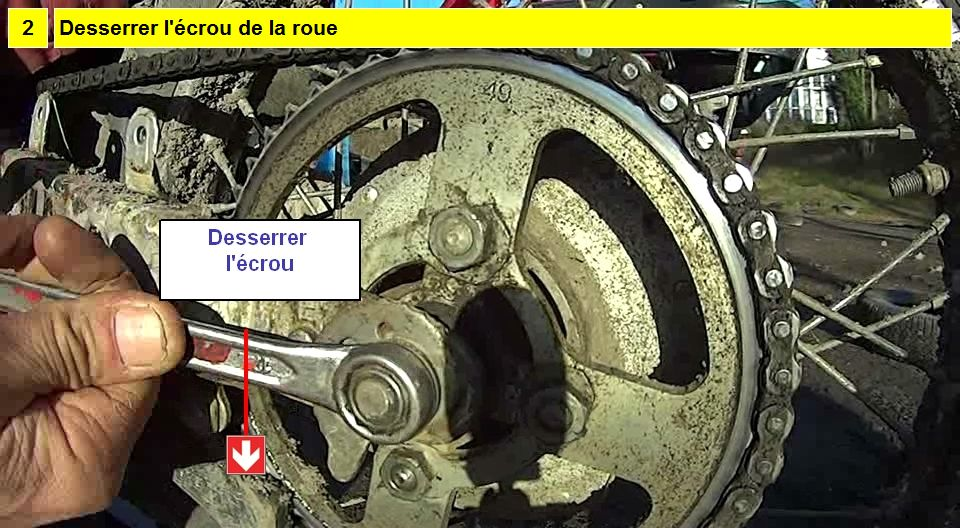 2 Desserrer l'écrou de la roue
49
Desserrer
l'écrou